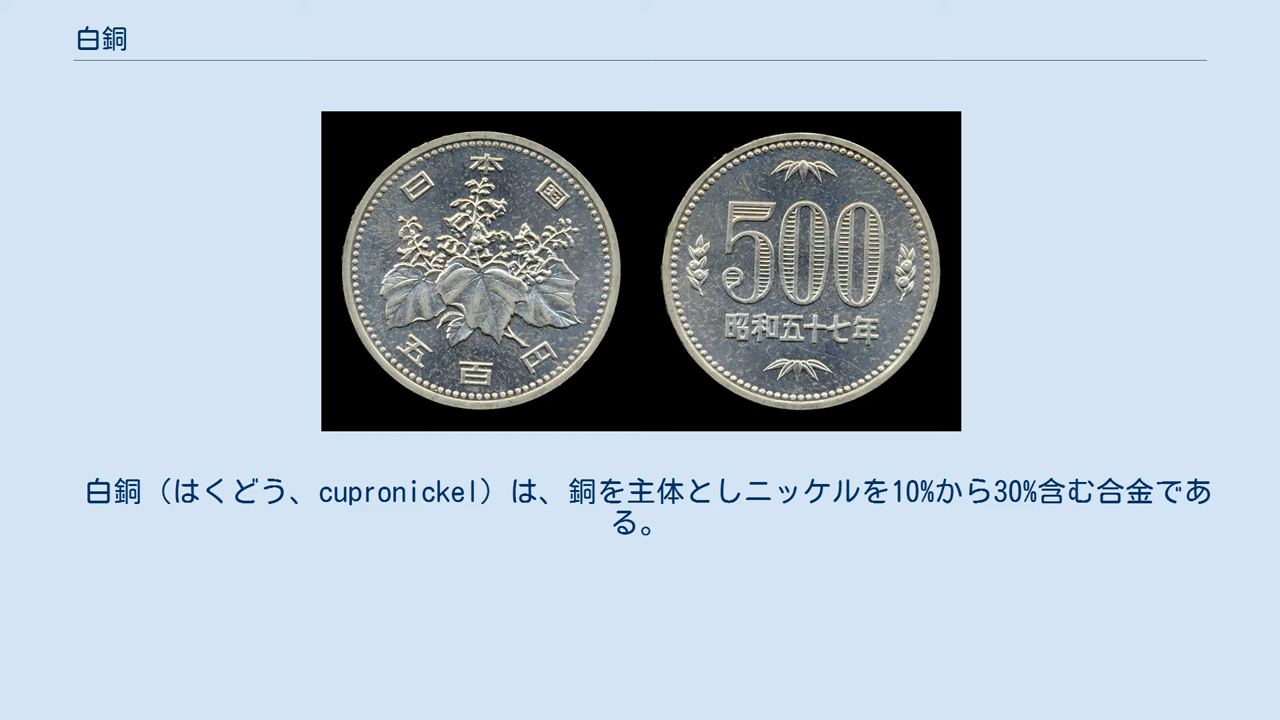 白銅
日本国
五百円
500
昭和五十七年
白銅（はくどう、cupronickel）は、銅を主体としニッケルを10%から30%含む合金であ
る。